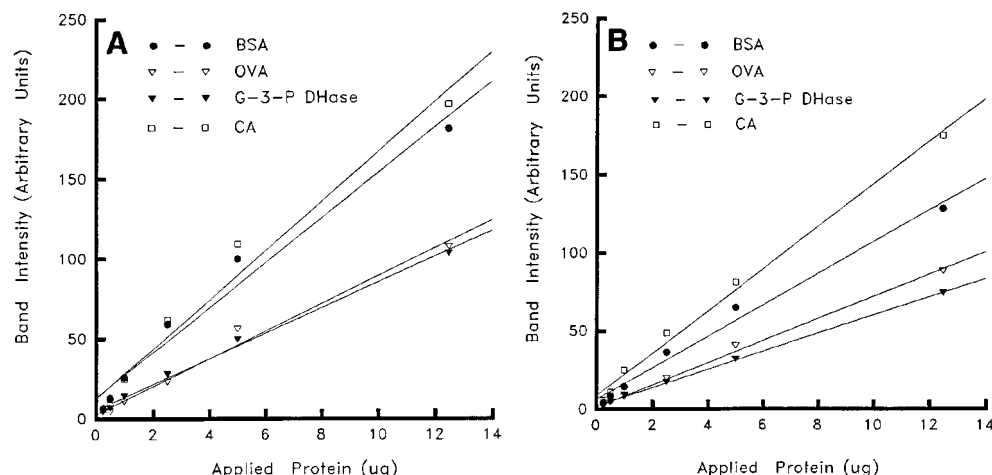 A
BSA
OVA
G-3-P DHase
CA
Band Intensity (Arbitrary Units)
250
200
150
100
50
0
0 2 4 6 8 10 12 14
Applied Protein (ug)
B
BSA
OVA
G-3-P DHase
CA
Band Intensity (Arbitrary Units)
250
200
150
100
50
0
0 2 4 6 8 10 12 14
Applied Protein (ug)